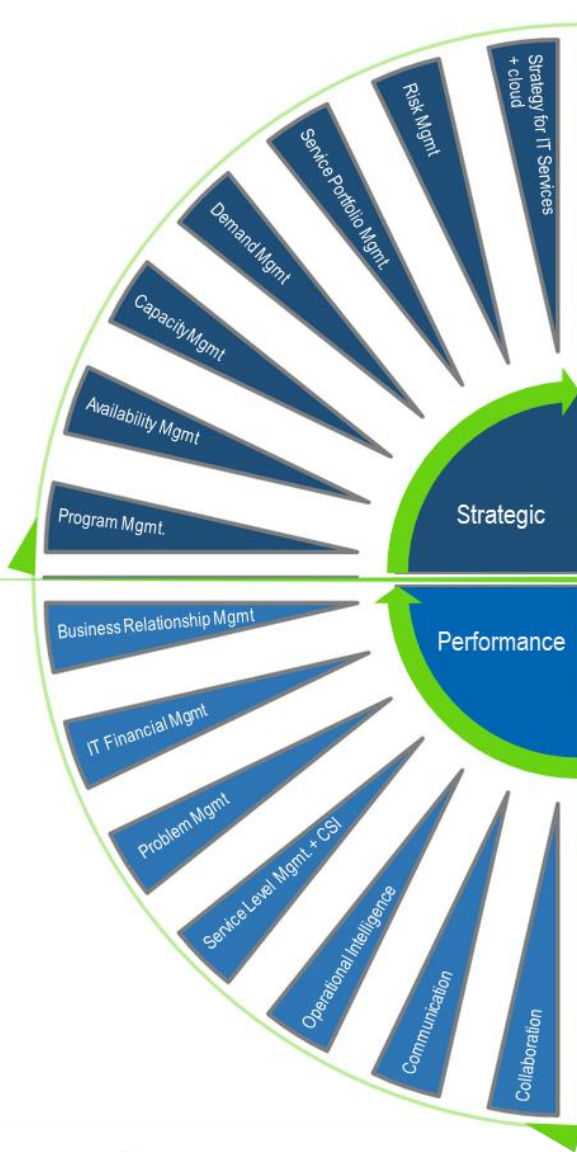 Strategy for IT Services
+ cloud
Risk Mgmt
Service Portfolio Mgmt.
Demand Mgmt
Capacity Mgmt
Availability Mgmt
Program Mgmt.
Strategic
Performance
Business Relationship Mgmt
IT Financial Mgmt
Problem Mgmt
Service Level Mgmt. + CSI
Operational Intelligence
Communication
Collaboration